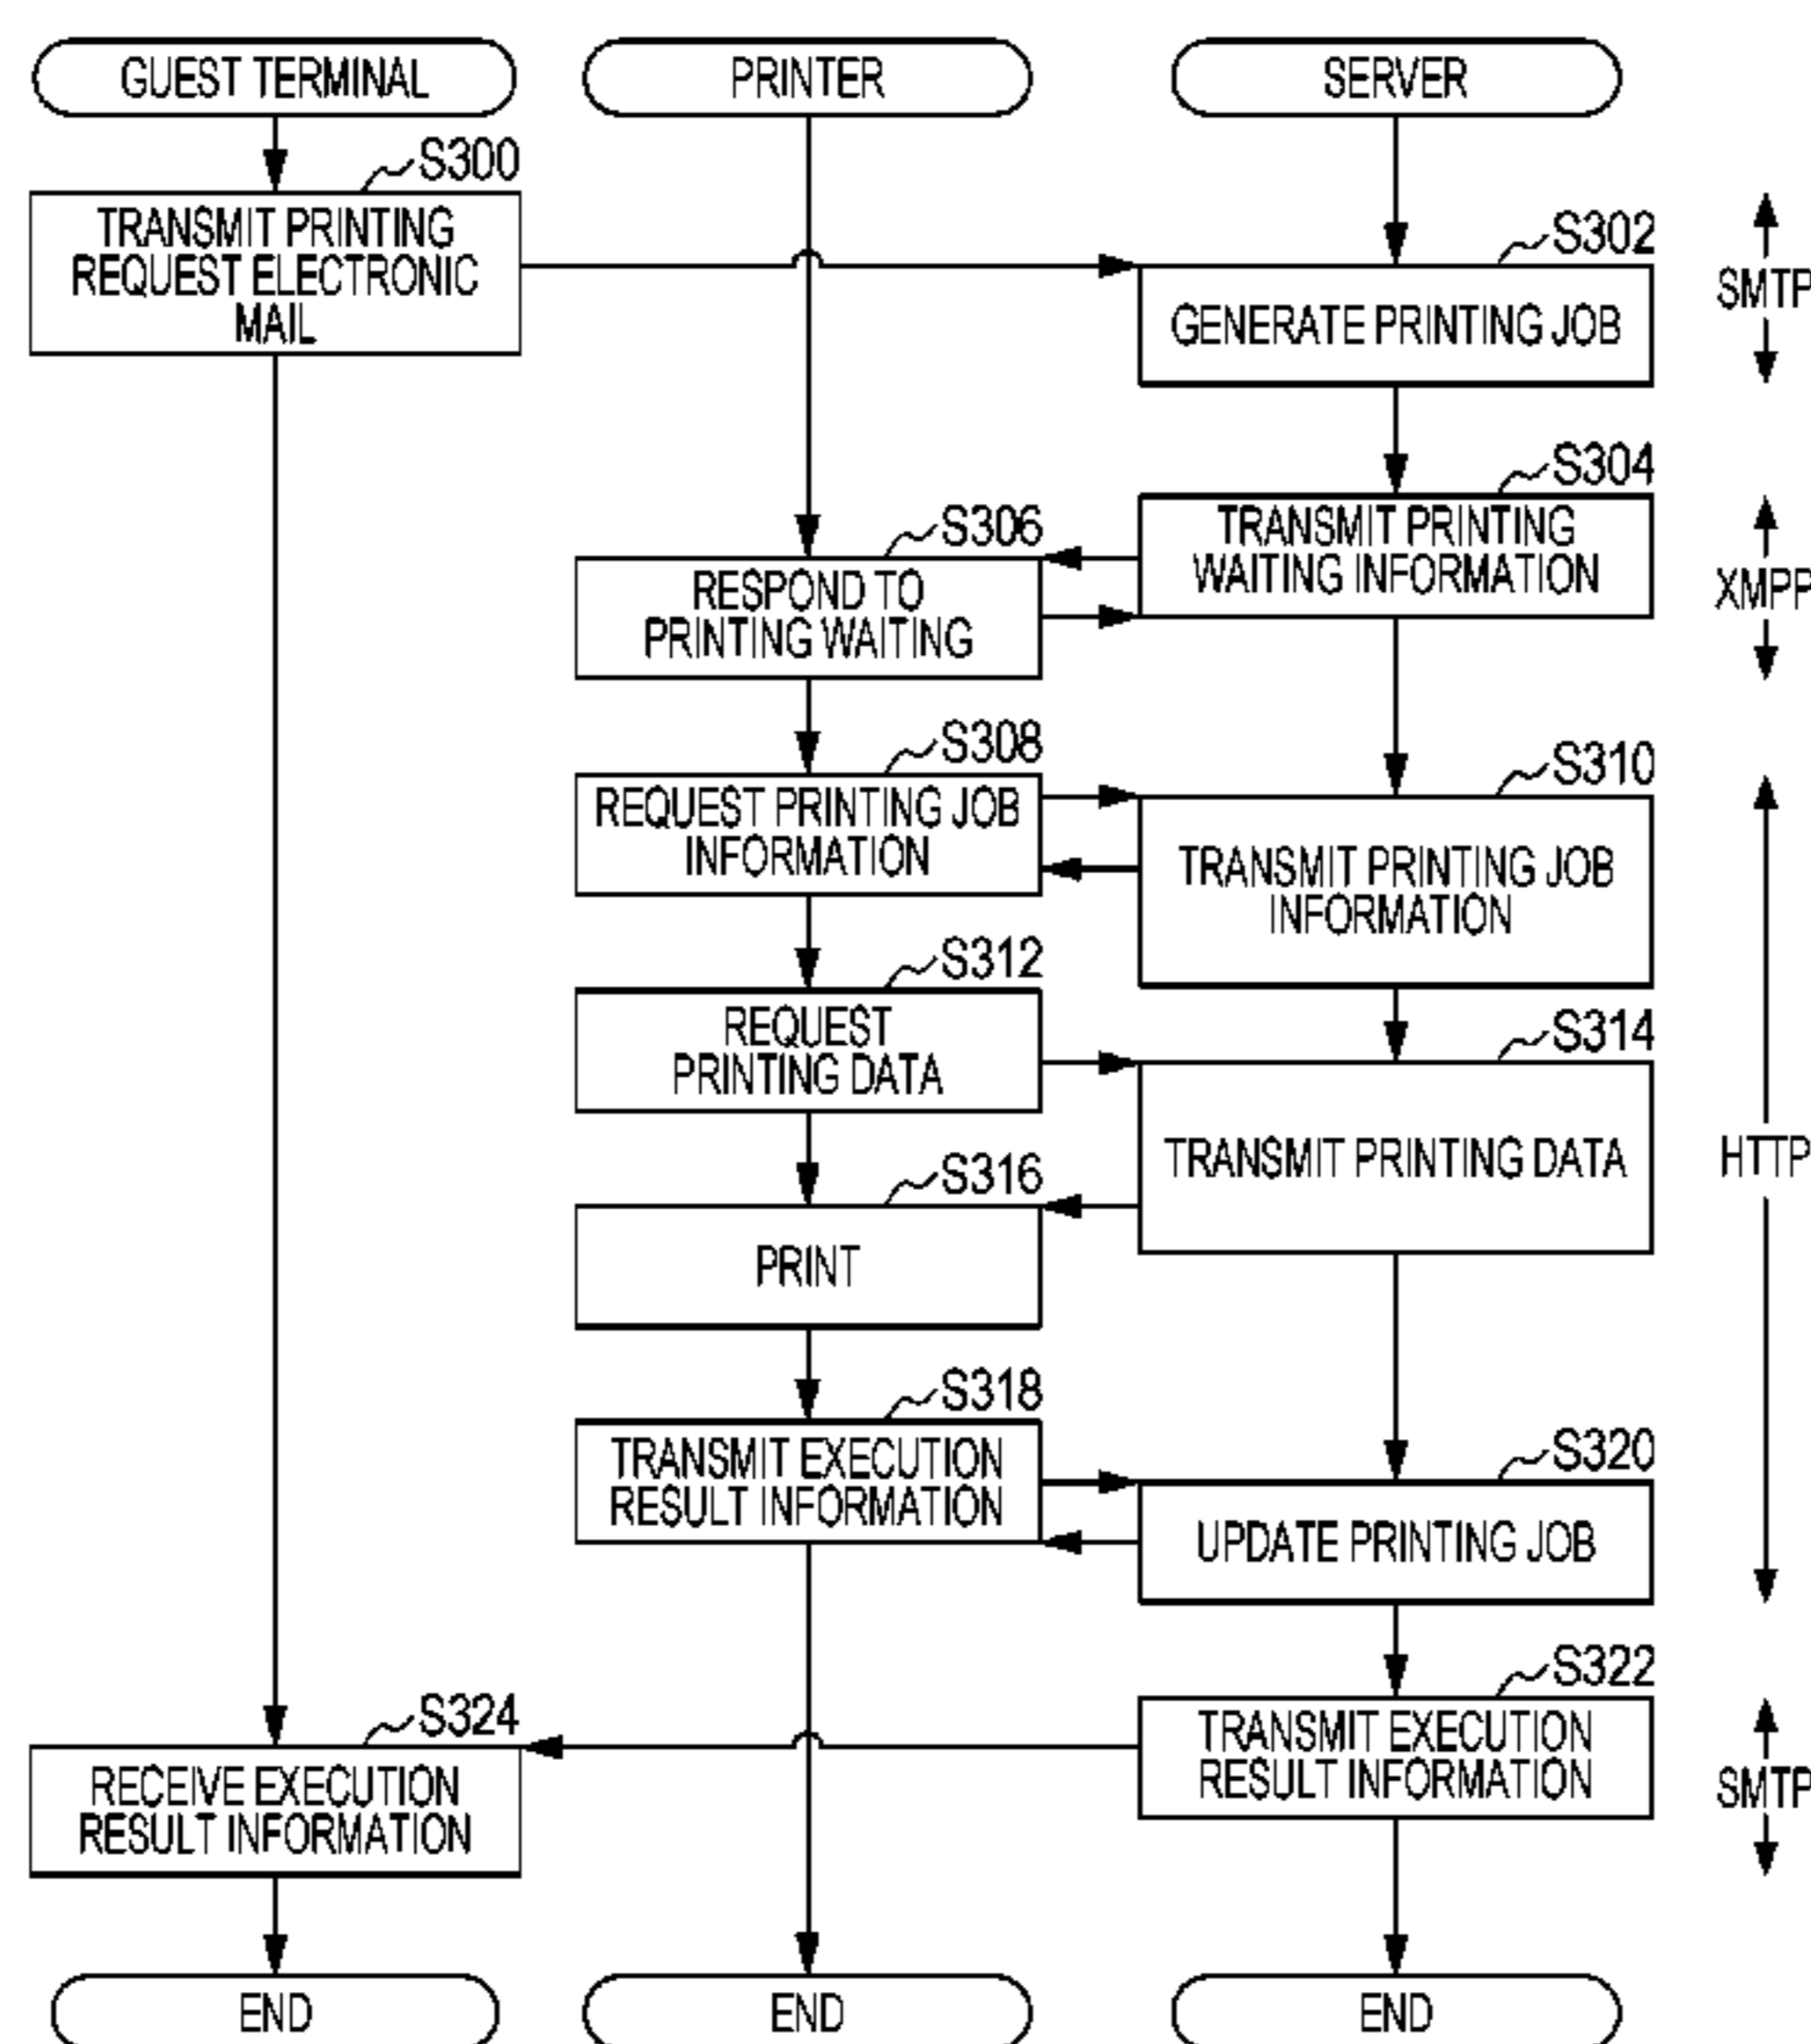 GUEST TERMINAL
PRINTER
SERVER
S300
TRANSMIT PRINTING
REQUEST ELECTRONIC
MAIL
S302
GENERATE PRINTING JOB
SMTP
S304
TRANSMIT PRINTING
WAITING INFORMATION
S306
RESPOND TO
PRINTING WAITING
XMPP
S308
REQUEST PRINTING JOB
INFORMATION
S310
TRANSMIT PRINTING JOB
INFORMATION
S312
REQUEST
PRINTING DATA
S314
TRANSMIT PRINTING DATA
HTTP
S316
PRINT
S318
TRANSMIT EXECUTION
RESULT INFORMATION
S320
UPDATE PRINTING JOB
S322
TRANSMIT EXECUTION
RESULT INFORMATION
SMTP
S324
RECEIVE EXECUTION
RESULT INFORMATION
END
END
END